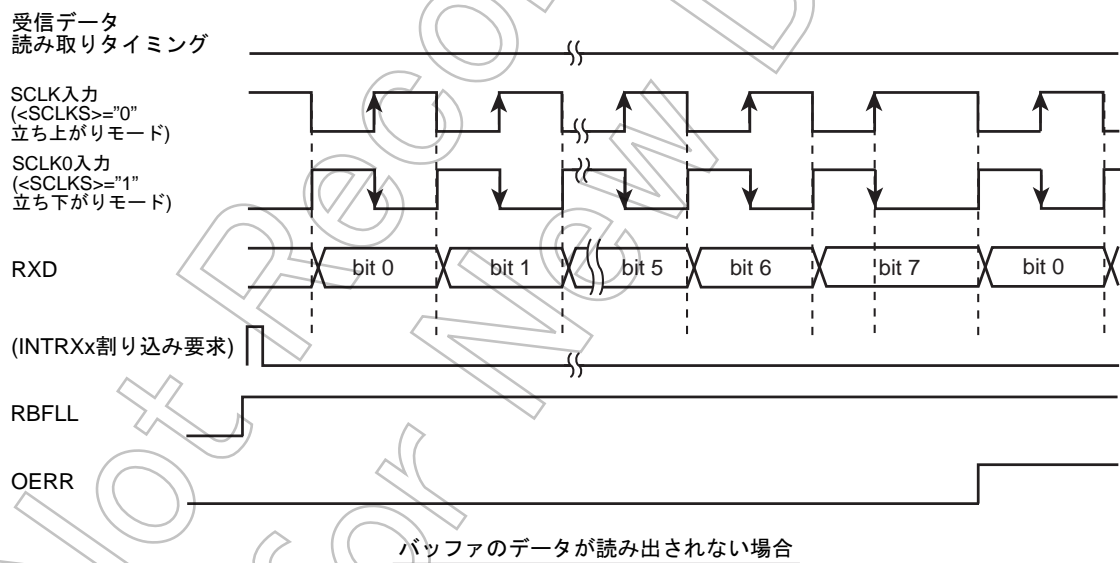 受信データ
読み取りタイミング
SCLK入力
(<SCLKS>="0"
立ち上がりモード)
SCLK0入力
(<SCLKS>="1"
立ち下がりモード)
RXD
bit 0
bit 1
bit 5
bit 6
bit 7
bit 0
(INTRXx割り込み要求)
RBFLL
OERR
バッファのデータが読み出されない場合
Not Reco
for New D